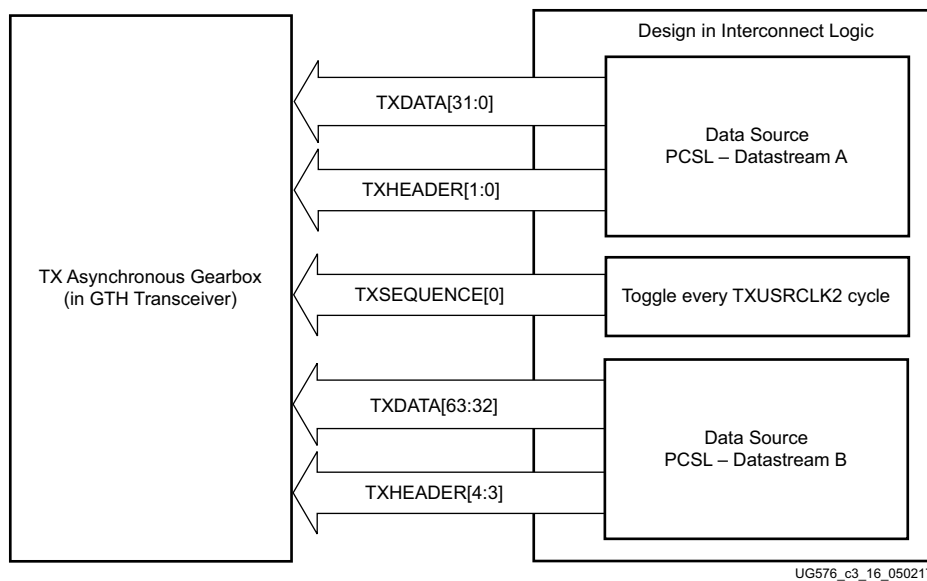 Design in Interconnect Logic
TXDATA[31:0]
Data Source
PCSL – Datastream A
TXHEADER[1:0]
TX Asynchronous Gearbox
(in GTH Transceiver)
TXSEQUENCE[0]
Toggle every TXUSRCLK2 cycle
TXDATA[63:32]
Data Source
PCSL – Datastream B
TXHEADER[4:3]
UG576_c3_16_050217